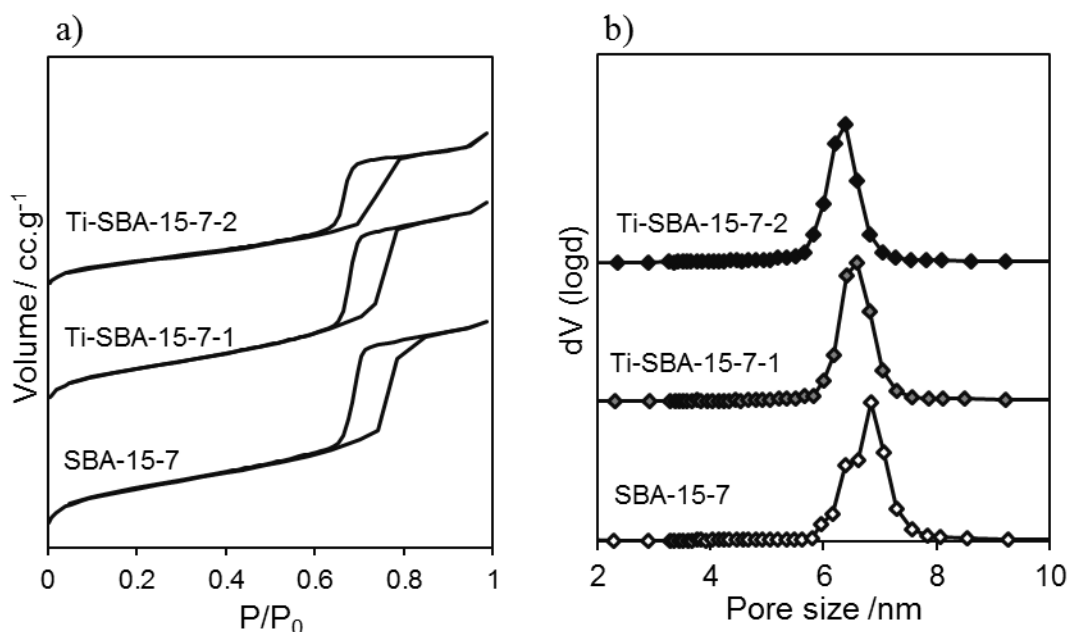 a)
Volume / cc.g-1
Ti-SBA-15-7-2
Ti-SBA-15-7-1
SBA-15-7
0 0.2 0.4 0.6 0.8 1
P/P0
b)
dV (logd)
Ti-SBA-15-7-2
Ti-SBA-15-7-1
SBA-15-7
2 4 6 8 10
Pore size /nm